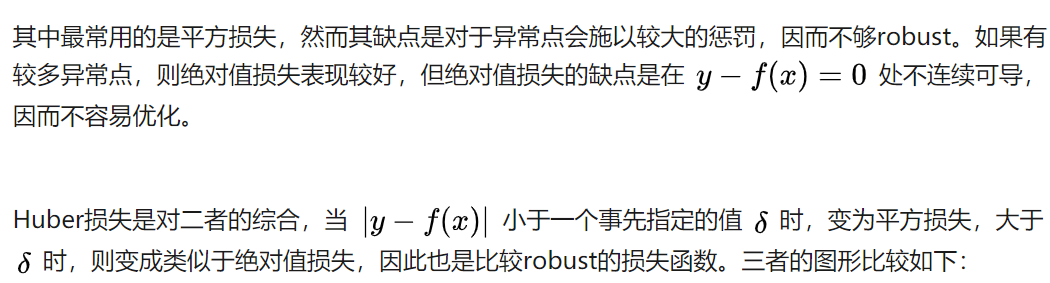 其中最常用的是平方损失，然而其缺点是对于异常点会施以较大的惩罚，因而不够robust。如果有
较多异常点，则绝对值损失表现较好，但绝对值损失的缺点是在 y − f(x) = 0 处不连续可导，
因而不容易优化。
Huber损失是对二者的综合，当 |y − f(x)| 小于一个事先指定的值 δ 时，变为平方损失，大于
δ 时，则变成类似于绝对值损失，因此也是比较robust的损失函数。三者的图形比较如下：